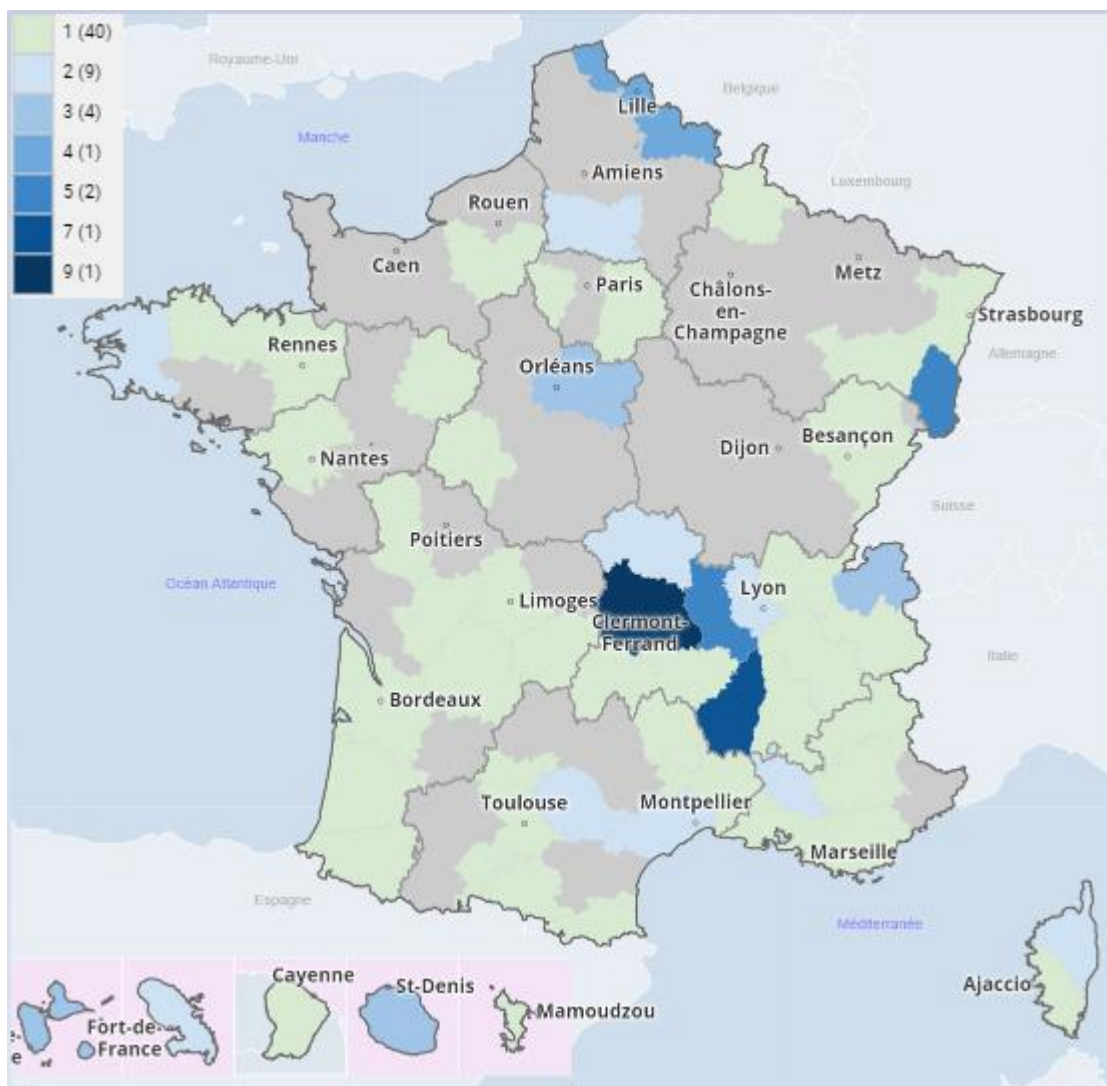 1 (40)
2 (9)
3 (4)
4 (1)
5 (2)
7 (1)
9 (1)
Royaume-Uni
Belgique
Lille
Manche
Amiens
Luxembourg
Rouen
Caen
Paris
Châlons-
en-
Champagne
Metz
Strasbourg
Allemagne
Rennes
Orléans
Nantes
Dijon
Besançon
Suisse
Poitiers
Océan Atlantique
Limoges
Lyon
Clermont-
Ferrand
Italie
Bordeaux
Toulouse
Montpellier
Marseille
Espagne
Méditerranée
Ajaccio
Cayenne
St-Denis
Mamoudzou
Fort-de-
France
e-
e